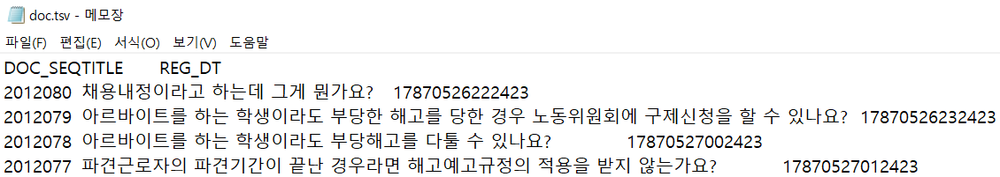 doc.tsv - 메모장
파일(F) 편집(E) 서식(O) 보기(V) 도움말
DOC_SEQTITLE REG_DT
2012080 채용내정이라고 하는데 그게 뭔가요? 17870526222423
2012079 아르바이트를 하는 학생이라도 부당한 해고를 당한 경우 노동위원회에 구제신청을 할 수 있나요? 17870526232423
2012078 아르바이트를 하는 학생이라도 부당해고를 다툴 수 있나요? 17870527002423
2012077 파견근로자의 파견기간이 끝난 경우라면 해고예고규정의 적용을 받지 않는가요? 17870527012423